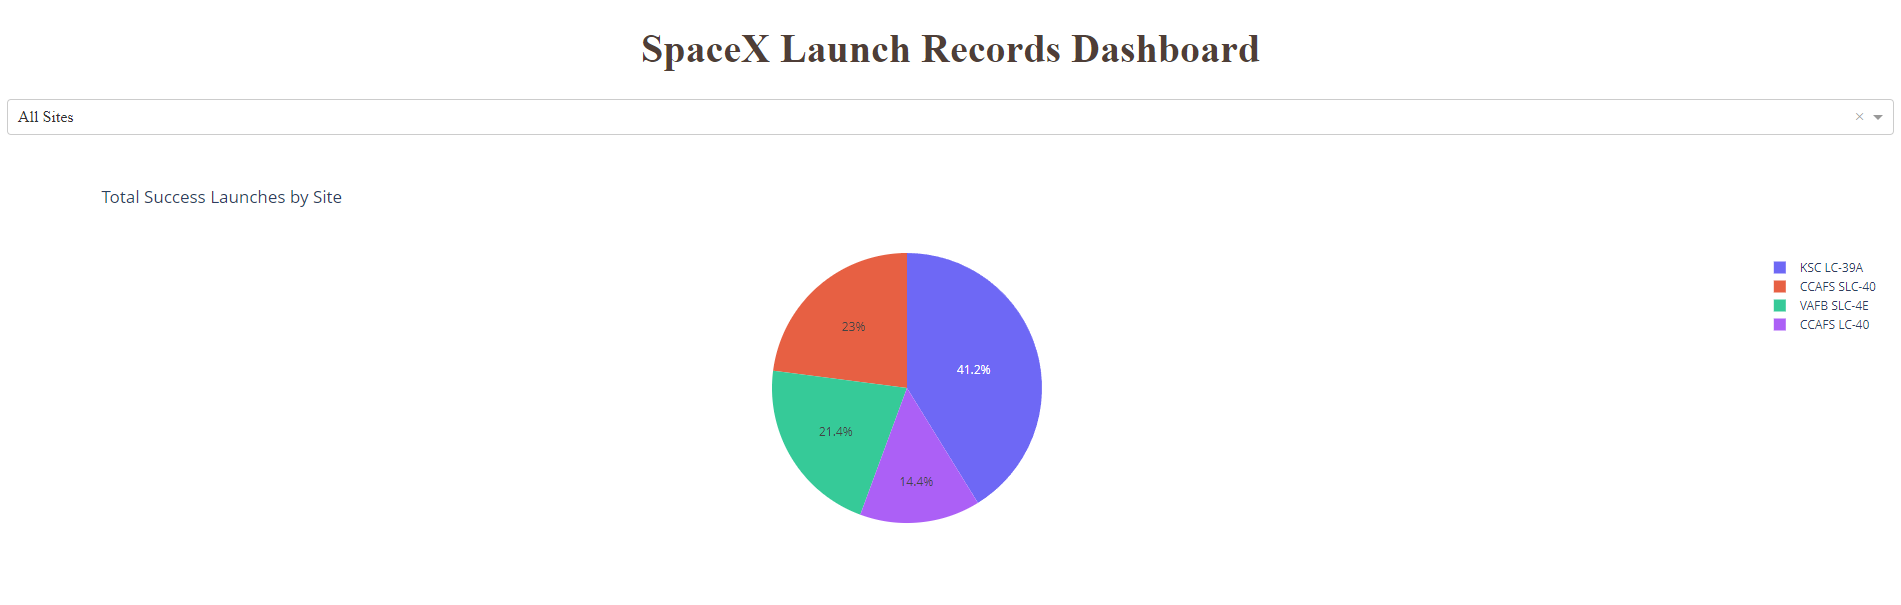 SpaceX Launch Records Dashboard
All Sites
×
Total Success Launches by Site
KSC LC-39A
CCAFS SLC-40
VAFB SLC-4E
CCAFS LC-40
23%
41.2%
21.4%
14.4%